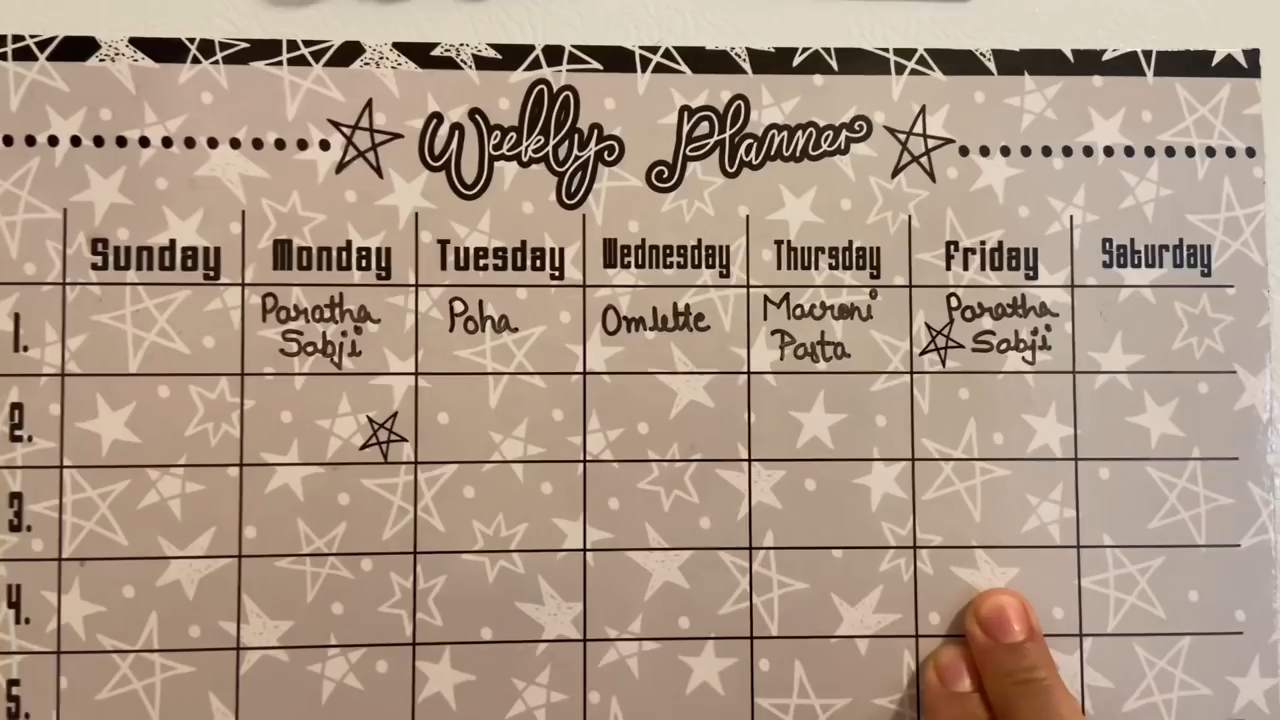 Weekly Planner
Sunday Monday Tuesday Wednesday Thursday Friday Saturday
1. Paratha Sabji Poha Omlette Macroni Pasta Paratha Sabji
2.
3.
4.
5.